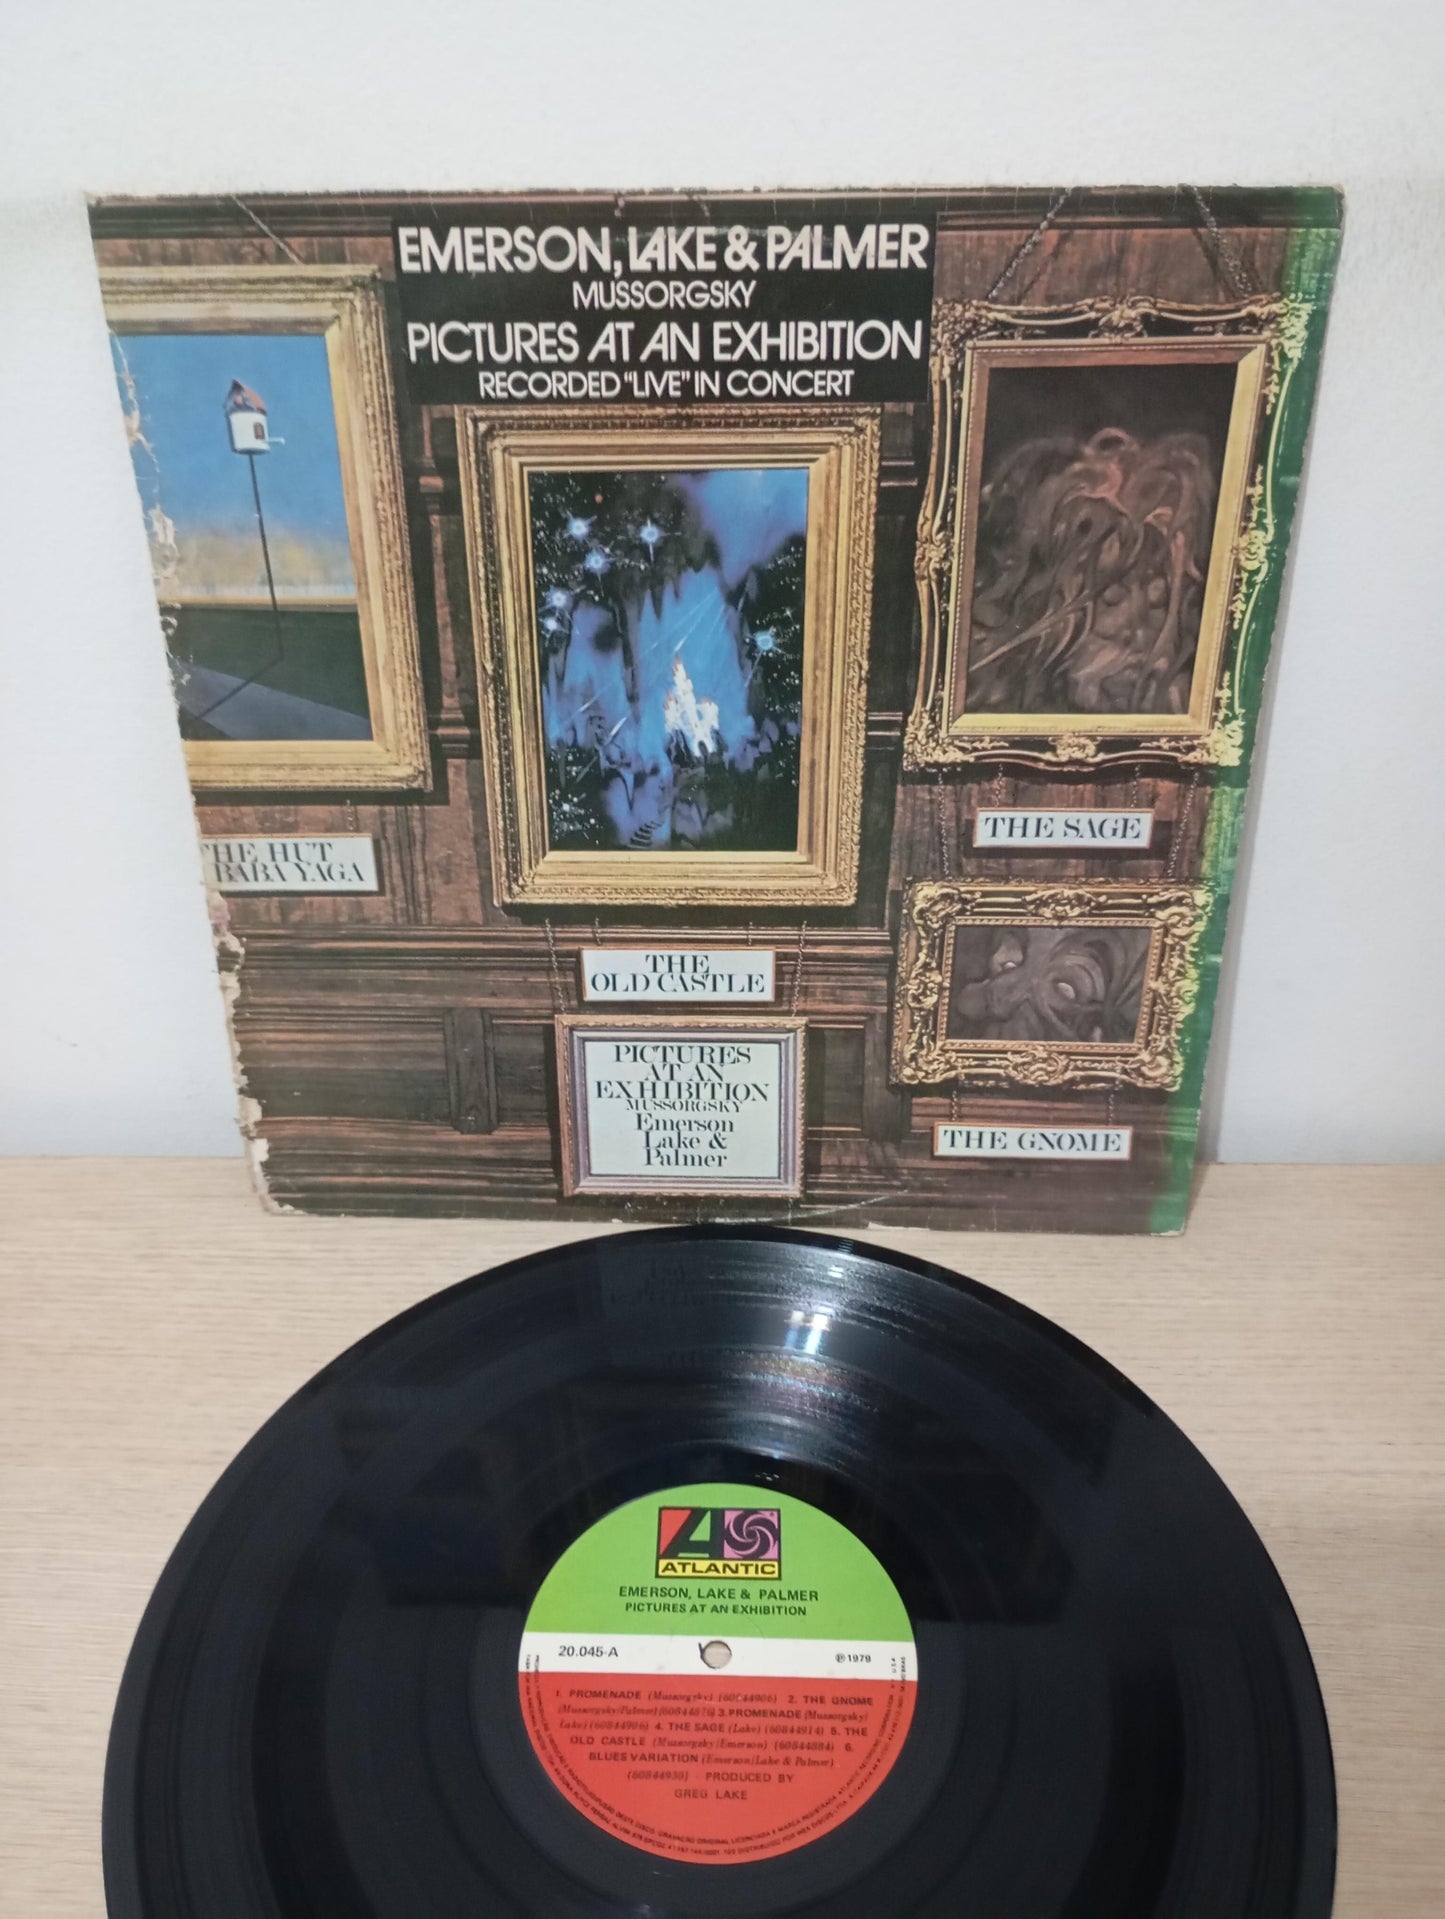 EMERSON, LAKE & PALMER
MUSSORGSKY
PICTURES AT AN EXHIBITION
RECORDED "LIVE" IN CONCERT
THE HUT
BABA YAGA
THE
OLD CASTLE
THE SAGE
THE GNOME
PICTURES
AT AN
EXHIBITION
MUSSORGSKY
Emerson
Lake &
Palmer
ATLANTIC
EMERSON, LAKE & PALMER
PICTURES AT AN EXHIBITION
20.045-A
℗1979
1. PROMENADE (Mussorgsky) (60844906) 2. THE GNOME
(Mussorgsky/Palmer) (60844876) 3. PROMENADE (Mussorgsky/
Lake) (60844906) 4. THE SAGE (Lake) (60844914) 5. THE
OLD CASTLE (Mussorgsky/Emerson) (60844884) 6.
BLUES VARIATION (Emerson/Lake & Palmer)
(60844930) - PRODUCED BY
GREG LAKE